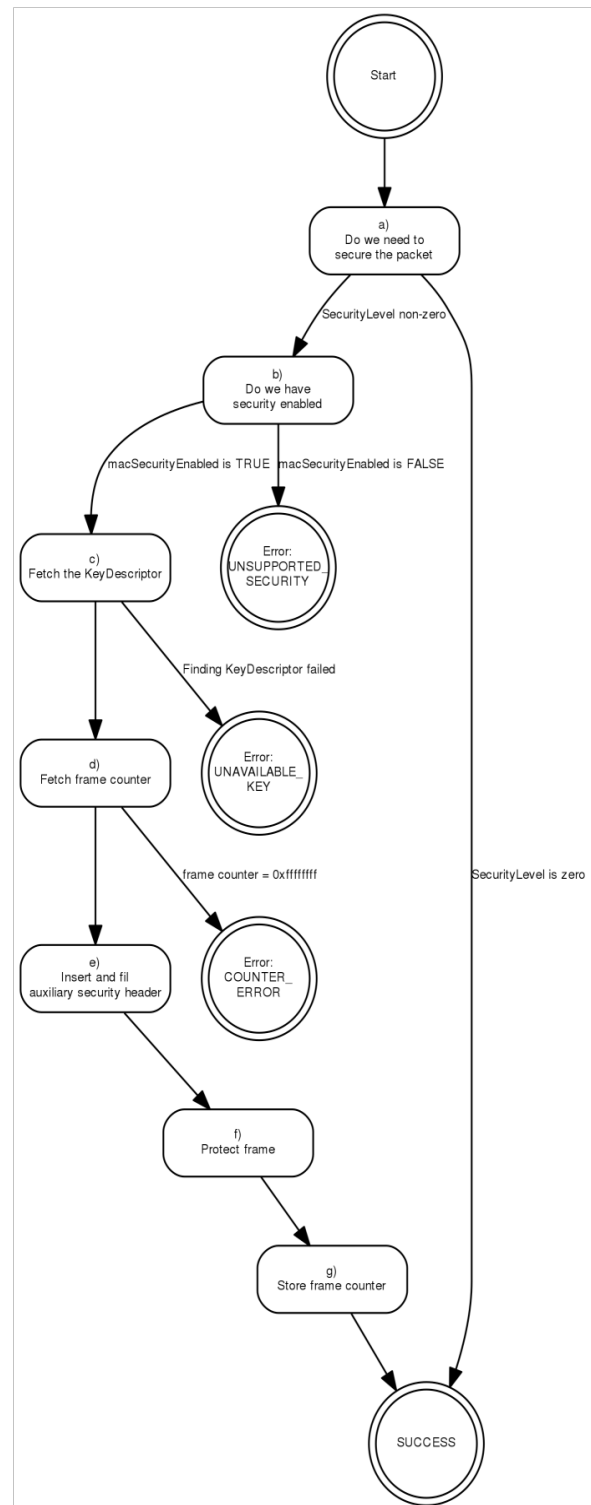 Start
a)
Do we need to
secure the packet
SecurityLevel non-zero
b)
Do we have
security enabled
macSecurityEnabled is TRUE
macSecurityEnabled is FALSE
c)
Fetch the KeyDescriptor
Error:
UNSUPPORTED_
SECURITY
Finding KeyDescriptor failed
d)
Fetch frame counter
Error:
UNAVAILABLE_
KEY
frame counter = 0xffffffff
SecurityLevel is zero
e)
Insert and fil
auxiliary security header
Error:
COUNTER_
ERROR
f)
Protect frame
g)
Store frame counter
SUCCESS